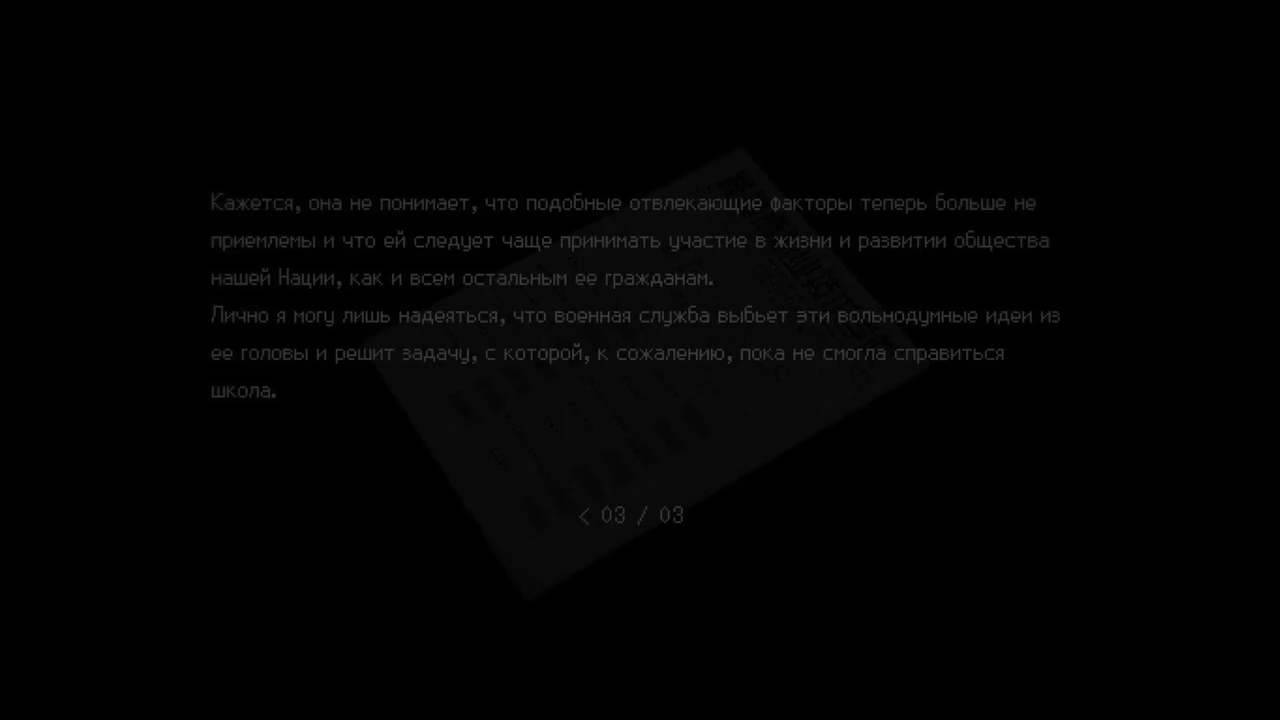 Кажется, она не понимает, что подобные отвлекающие факторы теперь больше не
приемлемы и что ей следует чаще принимать участие в жизни и развитии общества
нашей Нации, как и всем остальным ее гражданам.
Лично я могу лишь надеяться, что военная служба выбьет эти вольнодумные идеи из
ее головы и решит задачу, с которой, к сожалению, пока не смогла справиться
школа.
< 03 / 03